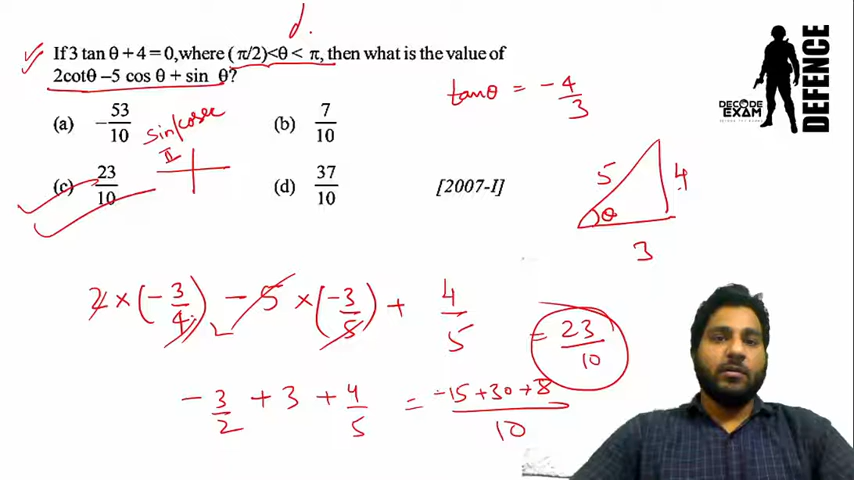 d.
If 3 tan θ + 4 = 0, where (π/2)<θ < π, then what is the value of
2cotθ –5 cos θ + sin θ?
tanθ = -4/3
(a) –53/10
(b) 7/10
sin/cosec
II
(c) 23/10
(d) 37/10
[2007-I]
DECODE
EXAM
DEFENCE
5
4
θ
3
2 × (-3/4) - 5 × (-3/5) + 4/5
= 23/10
-3/2 + 3 + 4/5 = -15+30+8/10